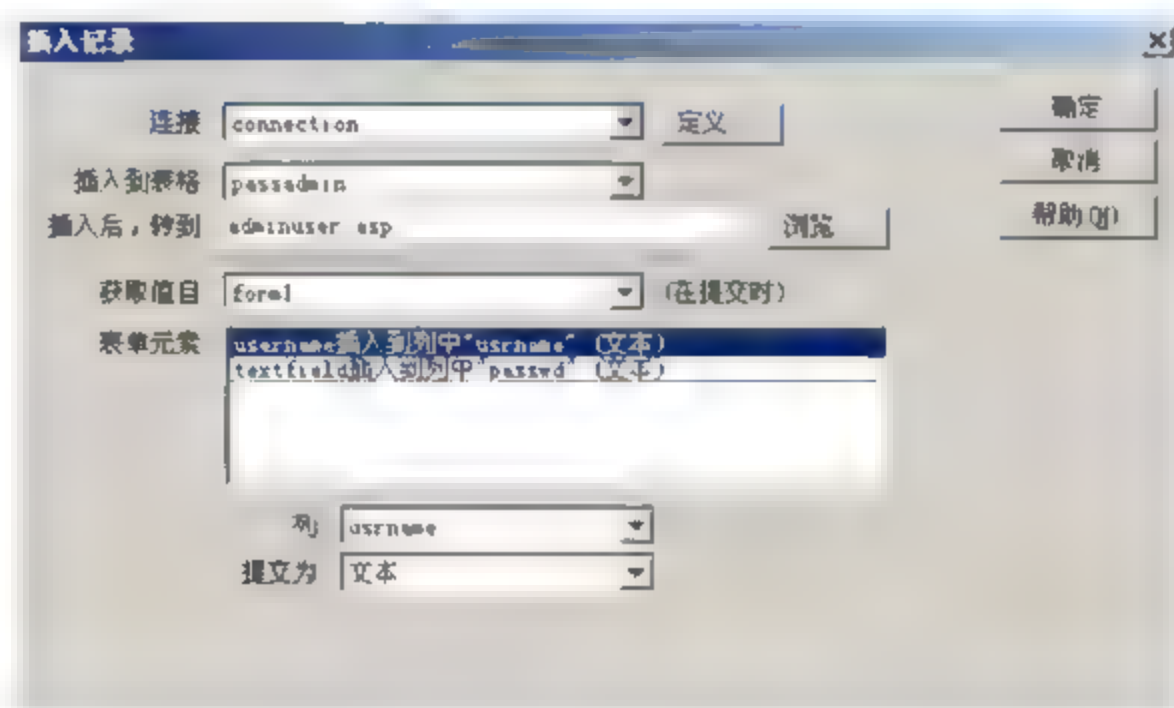 插入记录
连接 connection 定义 确定
取消
插入到表格 passadmin
插入后,转到 adminuser asp 浏览 帮助(H)
获取值自 form1 (在提交时)
表单元素 username插入到列中"usrname" (文本)
textfield插入到列中"passwd" (文本)
列: usrname
提交为 文本